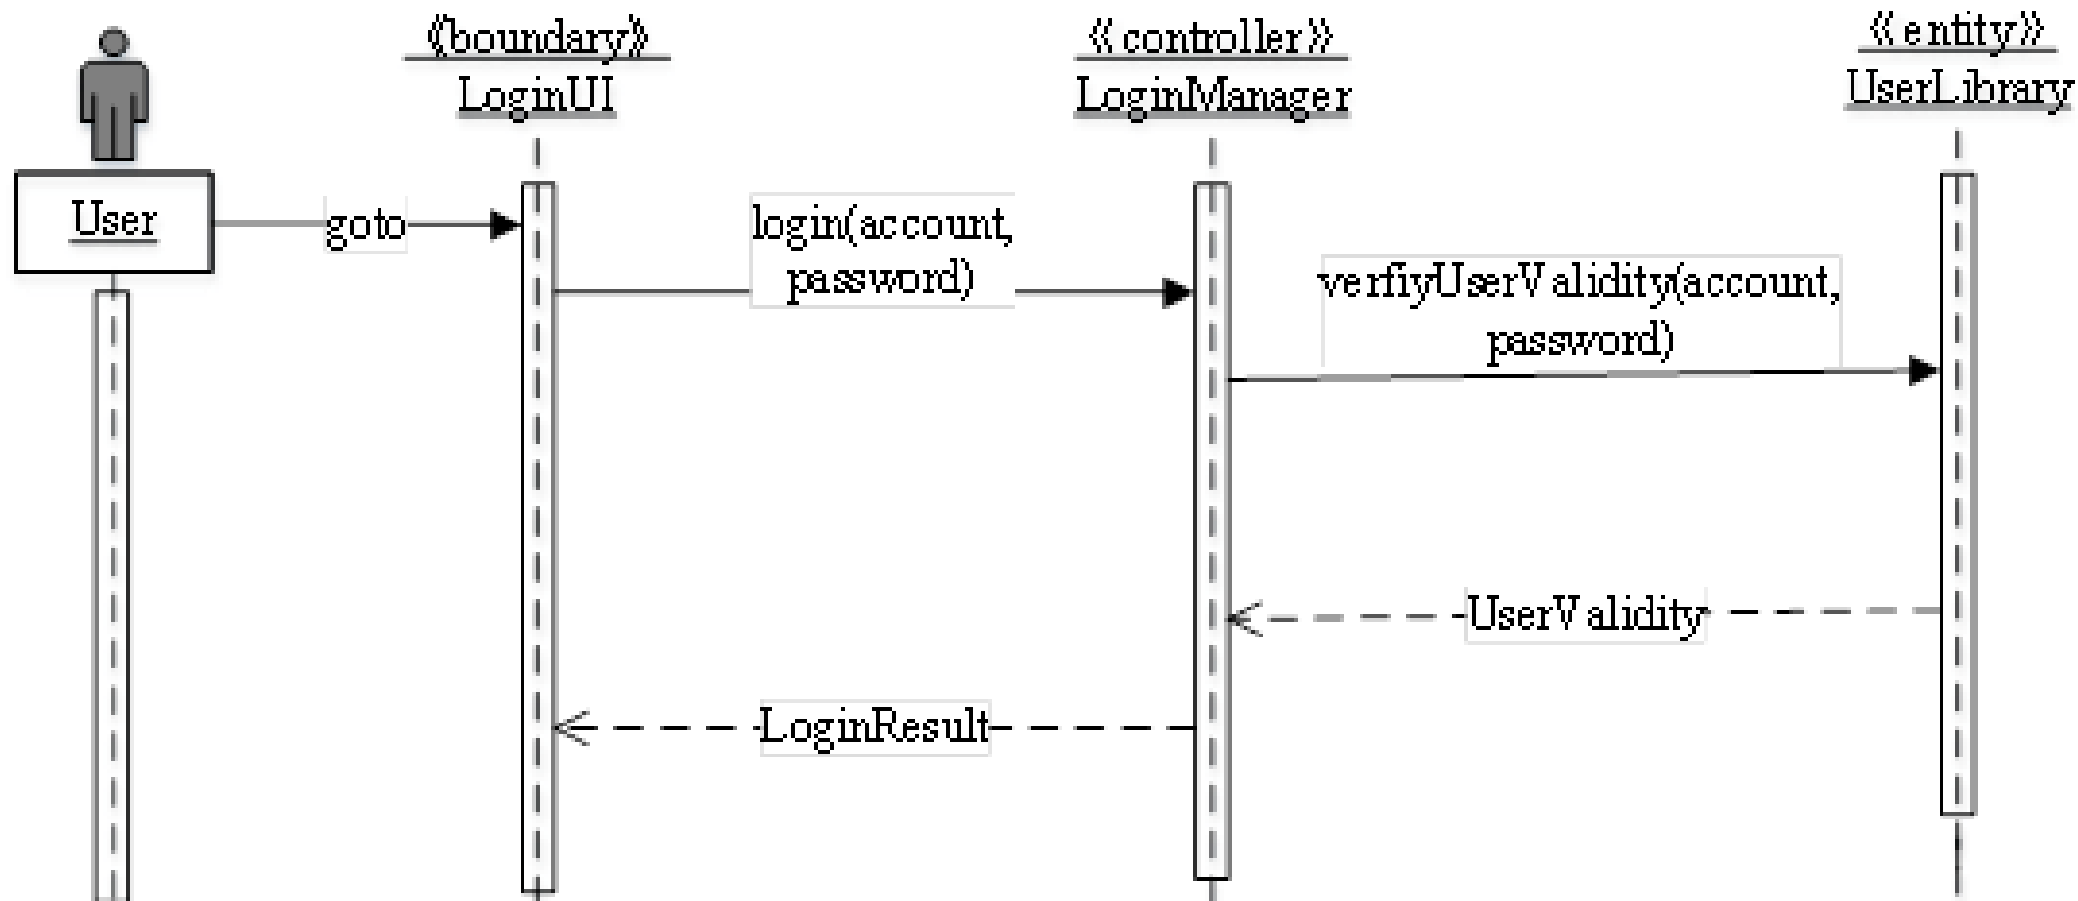 《boundary》
LoginUI
《controller》
LoginManager
《entity》
UserLibrary
User
goto
login(account,
password)
verfiyUserValidity(account,
password)
UserValidity
LoginResult